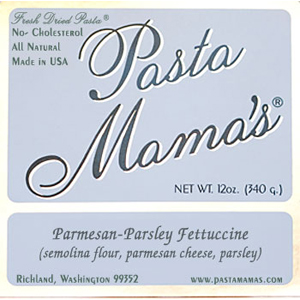 Fresh Dried Pasta®
No- Cholesterol
All Natural
Made in USA
Pasta
Mama's®
NET WT. 12oz. (340 g.)
Parmesan-Parsley Fettuccine
(semolina flour, parmesan cheese, parsley)
Richland, Washington 99352
www.pastamamas.com